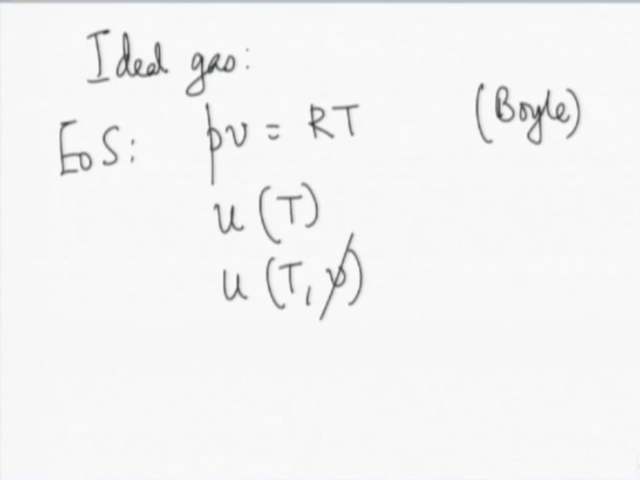 Ideal gas:
EoS: pv = RT (Boyle)
u (T)
u (T, v)